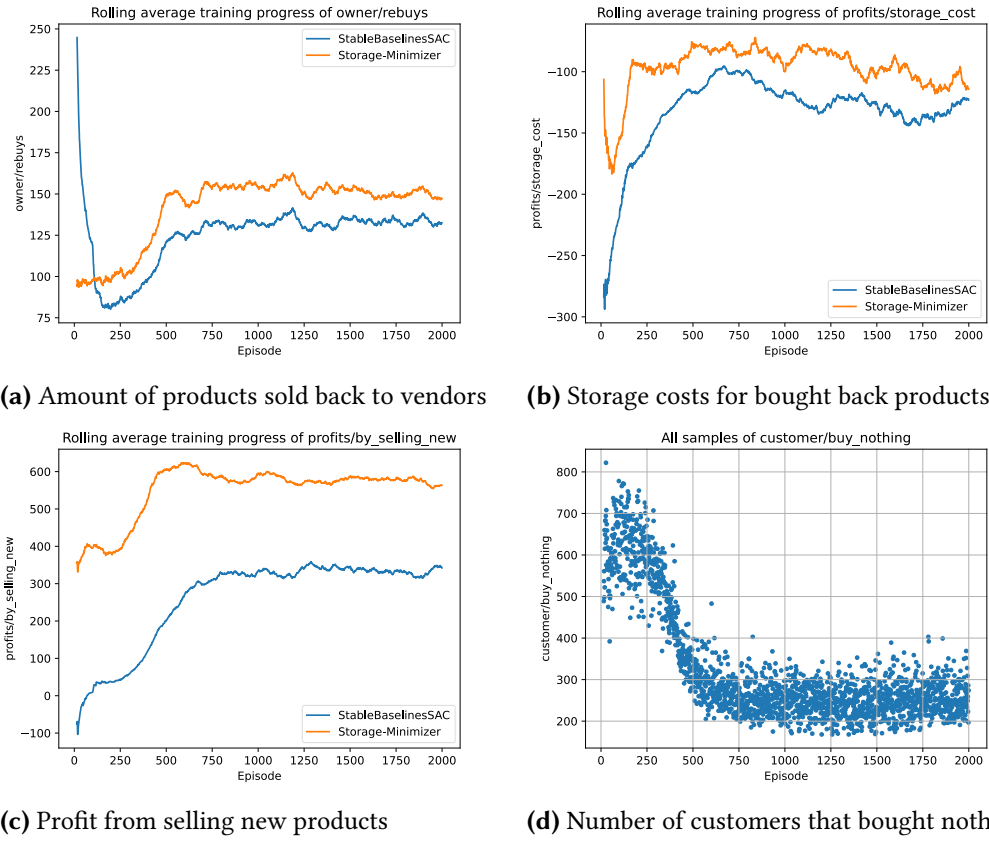 Rolling average training progress of owner/rebuys
250
225
200
175
150
125
100
75
owner/rebuys
0
250
500
750
1000
1250
1500
1750
2000
Episode
StableBaselinesSAC
Storage-Minimizer
(a) Amount of products sold back to vendors
Rolling average training progress of profits/storage_cost
−100
−150
−200
−250
−300
profits/storage_cost
0
250
500
750
1000
1250
1500
1750
2000
Episode
StableBaselinesSAC
Storage-Minimizer
(b) Storage costs for bought back products
Rolling average training progress of profits/by_selling_new
600
500
400
300
200
100
0
−100
profits/by_selling_new
0
250
500
750
1000
1250
1500
1750
2000
Episode
StableBaselinesSAC
Storage-Minimizer
(c) Profit from selling new products
All samples of customer/buy_nothing
800
700
600
500
400
300
200
customer/buy_nothing
0
250
500
750
1000
1250
1500
1750
2000
Episode
(d) Number of customers that bought noth